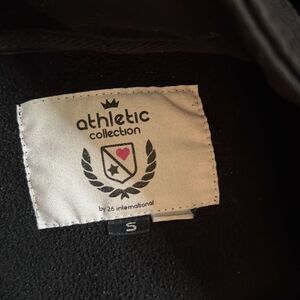 athletic
collection
by 26 international
S